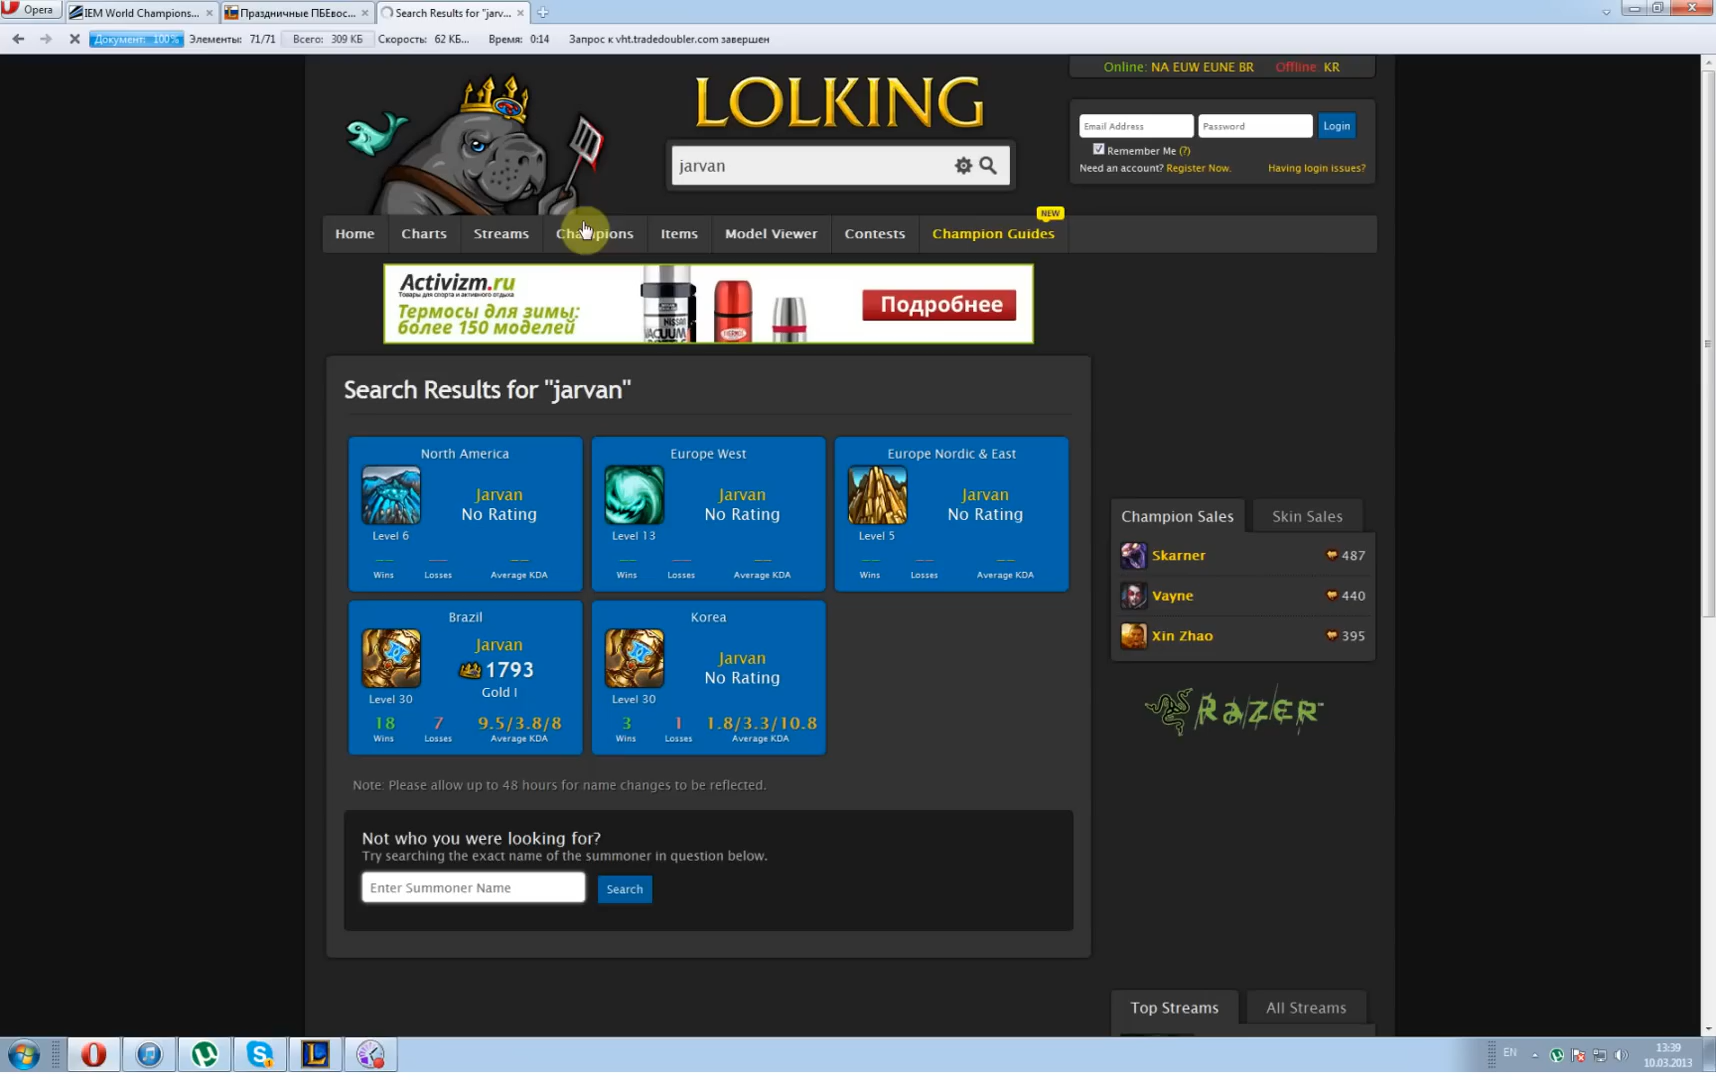 Opera
IEM World Champions...
Праздничные ПБЕвос...
Search Results for "jarv...
Документ: 100%
Элементы: 71/71
Всего: 309 КБ
Скорость: 62 КБ...
Время: 0:14
Запрос к vht.tradedoubler.com завершен
LOLKING
Online: NA EUW EUNE BR Offline KR
jarvan
Email Address
Password
Login
Remember Me (?)
Need an account? Register Now.
Having login issues?
NEW
Home
Charts
Streams
Champions
Items
Model Viewer
Contests
Champion Guides
Activizm.ru
Товары для спорта и активного отдыха
Термосы для зимы:
более 150 моделей
NISSAN
VACUUM
Подробнее
Search Results for "jarvan"
North America
Jarvan
No Rating
Level 6
Wins
Losses
Average KDA
Europe West
Jarvan
No Rating
Level 13
Wins
Losses
Average KDA
Europe Nordic & East
Jarvan
No Rating
Level 5
Wins
Losses
Average KDA
Brazil
Jarvan
1793
Gold I
Level 30
18
7
9.5/3.8/8
Wins
Losses
Average KDA
Korea
Jarvan
No Rating
Level 30
3
1
1.8/3.3/10.8
Wins
Losses
Average KDA
Note: Please allow up to 48 hours for name changes to be reflected.
Not who you were looking for?
Try searching the exact name of the summoner in question below.
Enter Summoner Name
Search
Champion Sales
Skin Sales
Skarner 487
Vayne 440
Xin Zhao 395
RAZER
Top Streams
All Streams
EN
13:39
10.03.2013